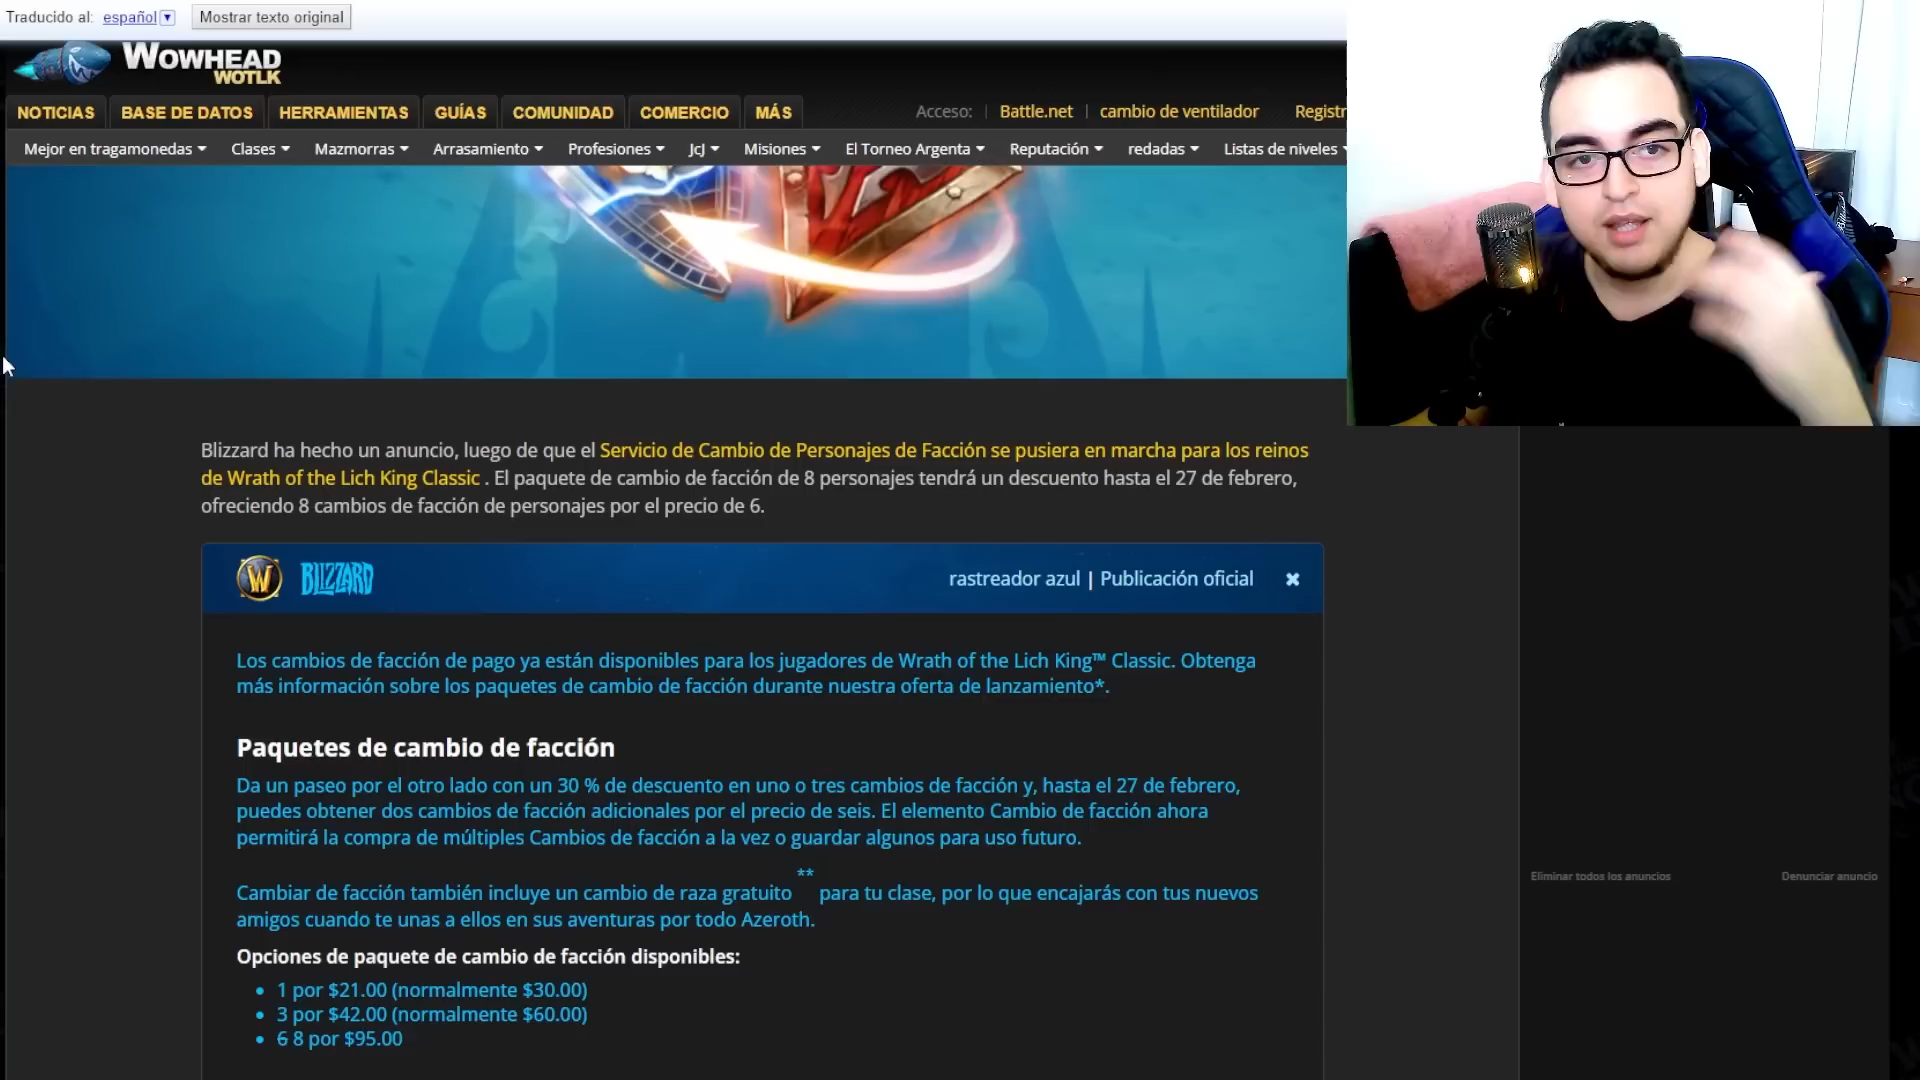 Traducido al: español Mostrar texto original
WOWHEAD
WOTLK
NOTICIAS BASE DE DATOS HERRAMIENTAS GUÍAS COMUNIDAD COMERCIO MÁS Acceso: | Battle.net | cambio de ventilador Registr
Mejor en tragamonedas Clases Mazmorras Arrasamiento Profesiones JcJ Misiones El Torneo Argenta Reputación redadas Listas de niveles
Blizzard ha hecho un anuncio, luego de que el Servicio de Cambio de Personajes de Facción se pusiera en marcha para los reinos
de Wrath of the Lich King Classic . El paquete de cambio de facción de 8 personajes tendrá un descuento hasta el 27 de febrero,
ofreciendo 8 cambios de facción de personajes por el precio de 6.
W BLIZZARD rastreador azul | Publicación oficial ✖
Los cambios de facción de pago ya están disponibles para los jugadores de Wrath of the Lich King™ Classic. Obtenga
más información sobre los paquetes de cambio de facción durante nuestra oferta de lanzamiento*.
Paquetes de cambio de facción
Da un paseo por el otro lado con un 30 % de descuento en uno o tres cambios de facción y, hasta el 27 de febrero,
puedes obtener dos cambios de facción adicionales por el precio de seis. El elemento Cambio de facción ahora
permitirá la compra de múltiples Cambios de facción a la vez o guardar algunos para uso futuro.
Cambiar de facción también incluye un cambio de raza gratuito ** para tu clase, por lo que encajarás con tus nuevos
amigos cuando te unas a ellos en sus aventuras por todo Azeroth.
Opciones de paquete de cambio de facción disponibles:
• 1 por $21.00 (normalmente $30.00)
• 3 por $42.00 (normalmente $60.00)
• 6 8 por $95.00
Eliminar todos los anuncios Denunciar anuncio